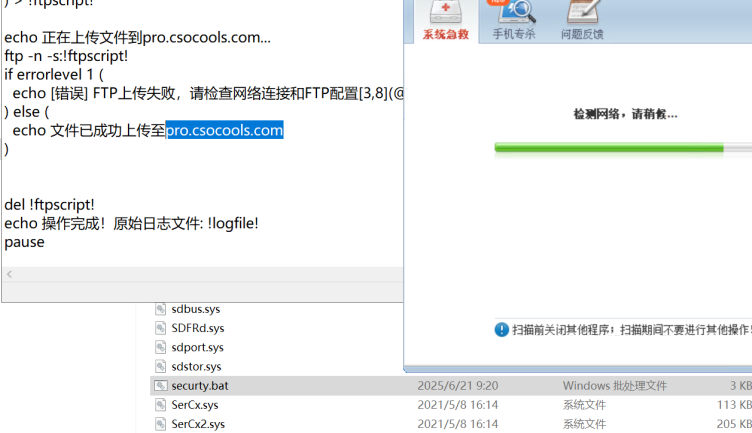 ) > !ftpscript!
echo 正在上传文件到pro.csocools.com...
ftp -n -s:!ftpscript!
if errorlevel 1 (
echo [错误] FTP上传失败，请检查网络连接和FTP配置[3,8](@
) else (
echo 文件已成功上传至pro.csocools.com
)
del !ftpscript!
echo 操作完成！原始日志文件: !logfile!
pause
系统急救 手机专杀 问题反馈
检测网络，请稍候...
扫描前关闭其他程序；扫描期间不要进行其他操作!
sdbus.sys
SDFRd.sys
sdport.sys
sdstor.sys
securty.bat 2025/6/21 9:20 Windows 批处理文件 3 KB
SerCx.sys 2021/5/8 16:14 系统文件 113 KB
SerCx2.sys 2021/5/8 16:14 系统文件 205 KB